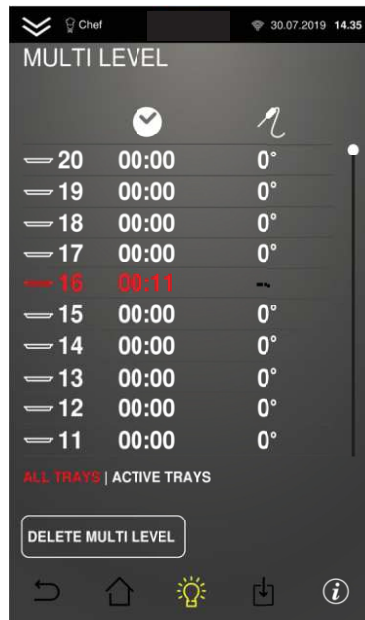 Chef 30.07.2019 14.35
MULTI LEVEL
20 00:00 0°
19 00:00 0°
18 00:00 0°
17 00:00 0°
16 00:11 --
15 00:00 0°
14 00:00 0°
13 00:00 0°
12 00:00 0°
11 00:00 0°
ALL TRAYS | ACTIVE TRAYS
DELETE MULTI LEVEL
i